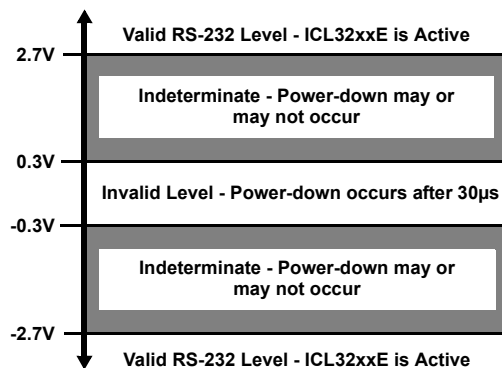 Valid RS-232 Level - ICL32xxE is Active
2.7V
Indeterminate - Power-down may or
may not occur
0.3V
Invalid Level - Power-down occurs after 30µs
-0.3V
Indeterminate - Power-down may or
may not occur
-2.7V
Valid RS-232 Level - ICL32xxE is Active